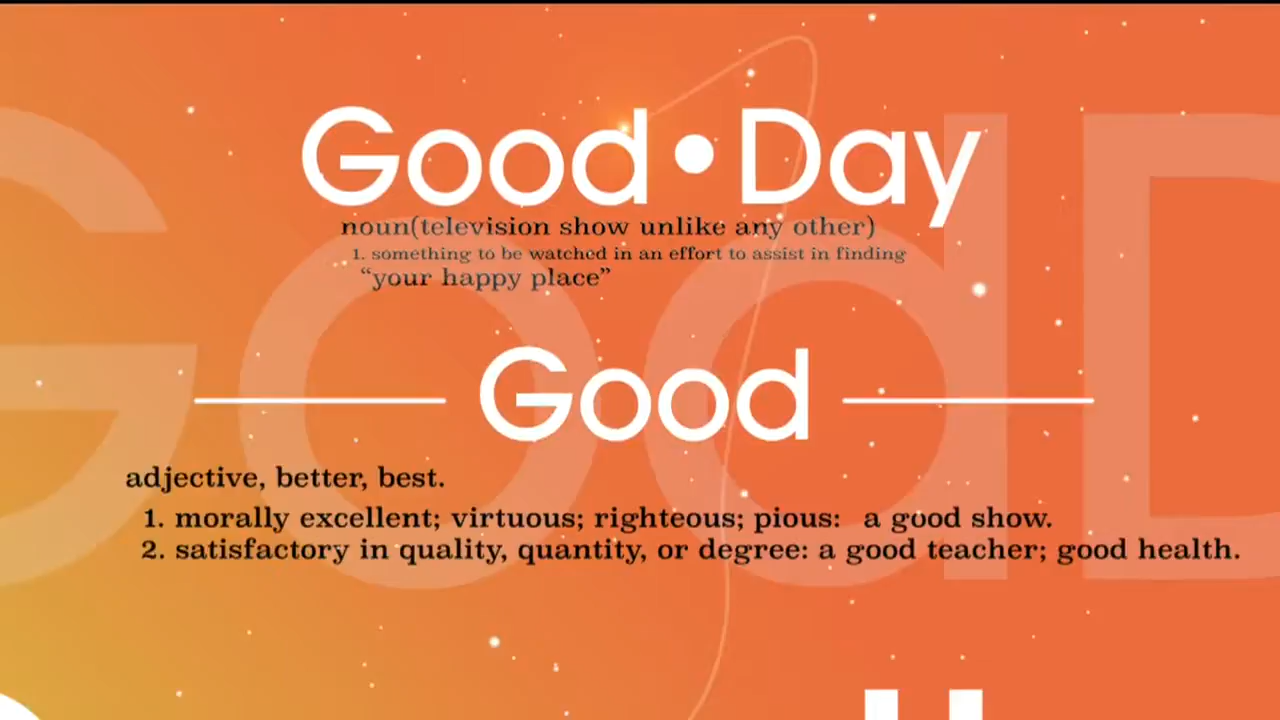 Good•Day
noun(television show unlike any other)
1. something to be watched in an effort to assist in finding
“your happy place”
Good
adjective, better, best.
1. morally excellent; virtuous; righteous; pious: a good show.
2. satisfactory in quality, quantity, or degree: a good teacher; good health.